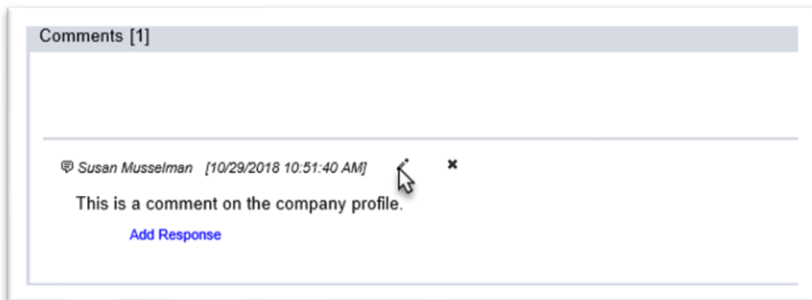 Comments [1]
Susan Musselman [10/29/2018 10:51:40 AM]
This is a comment on the company profile.
Add Response